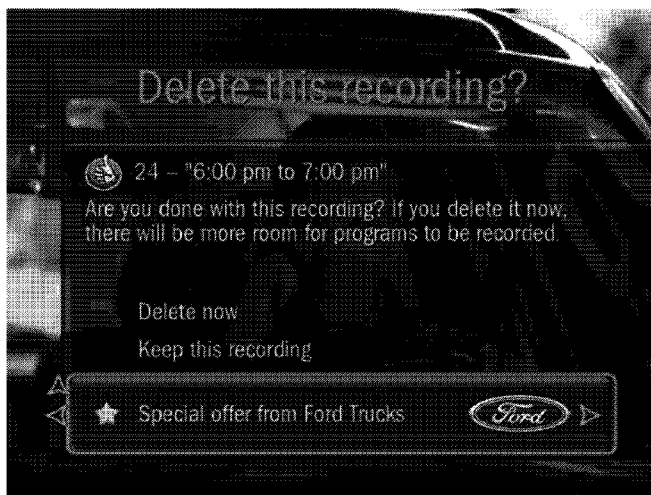 Delete this recording?
24 – "6:00 pm to 7:00 pm"
Are you done with this recording? If you delete it now,
there will be more room for programs to be recorded.
Delete now
Keep this recording
Special offer from Ford Trucks
Ford